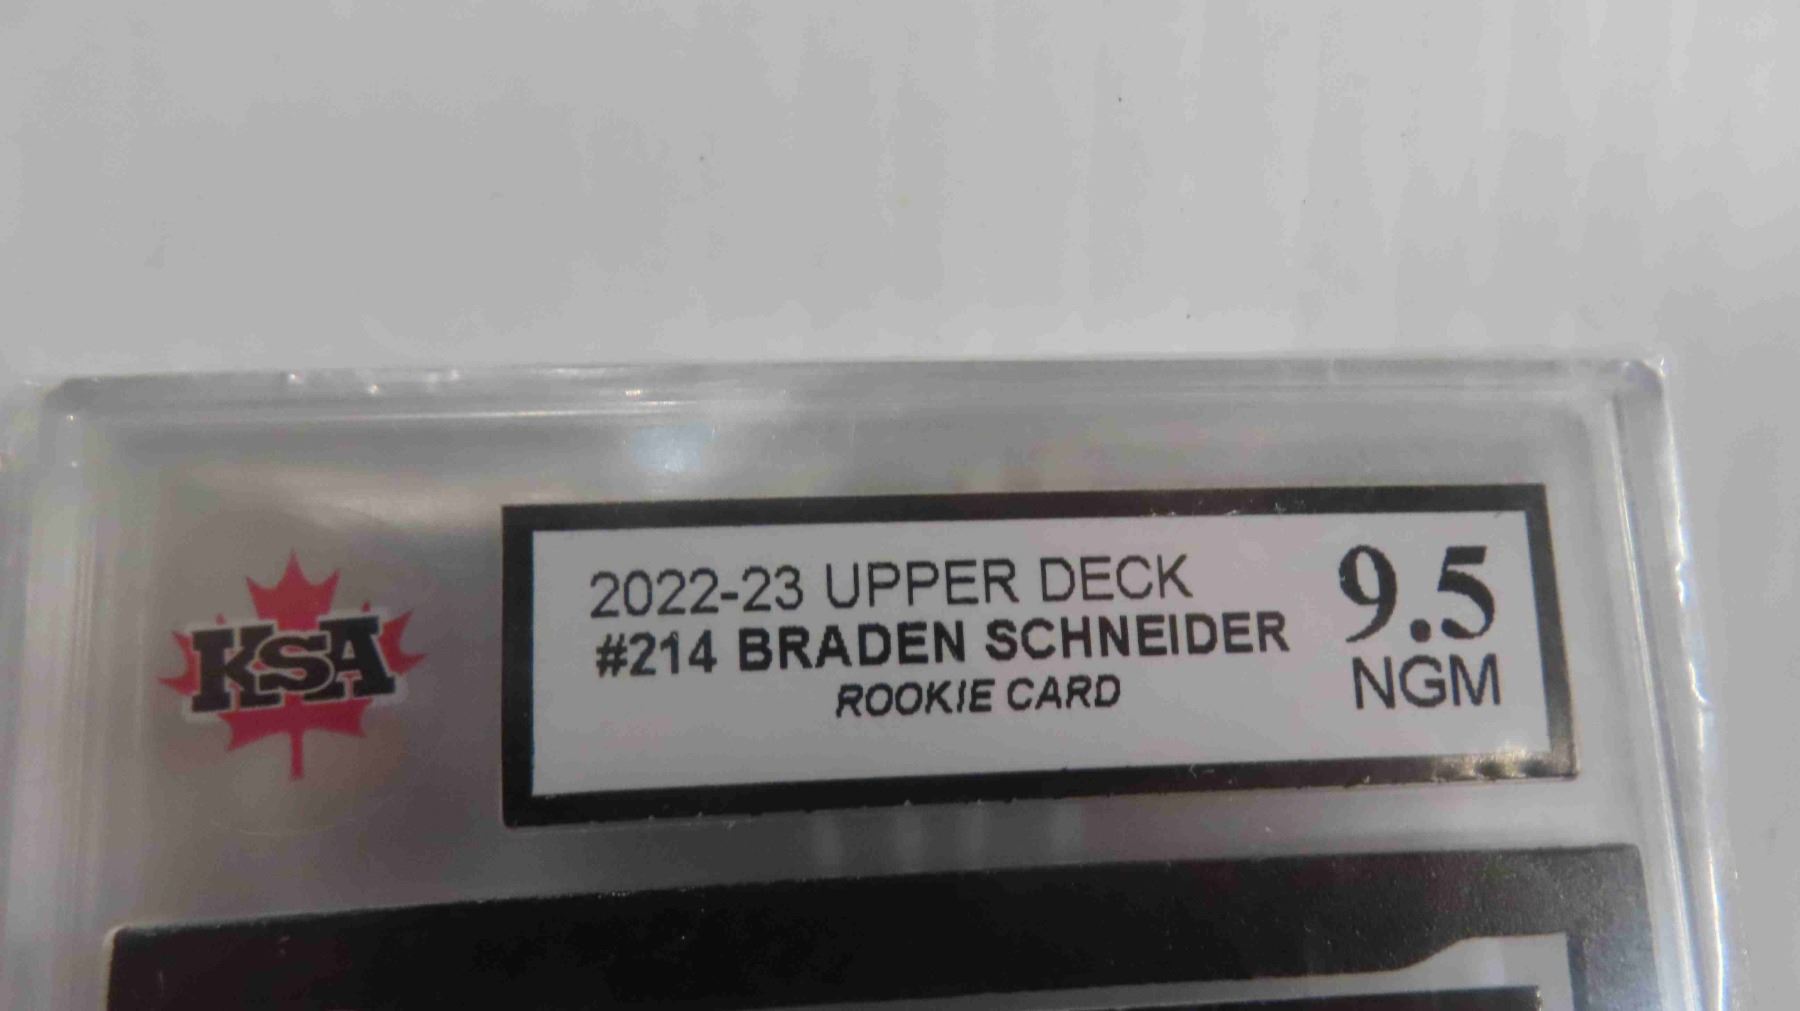 KSA
2022-23 UPPER DECK
#214 BRADEN SCHNEIDER
ROOKIE CARD
9.5
NGM